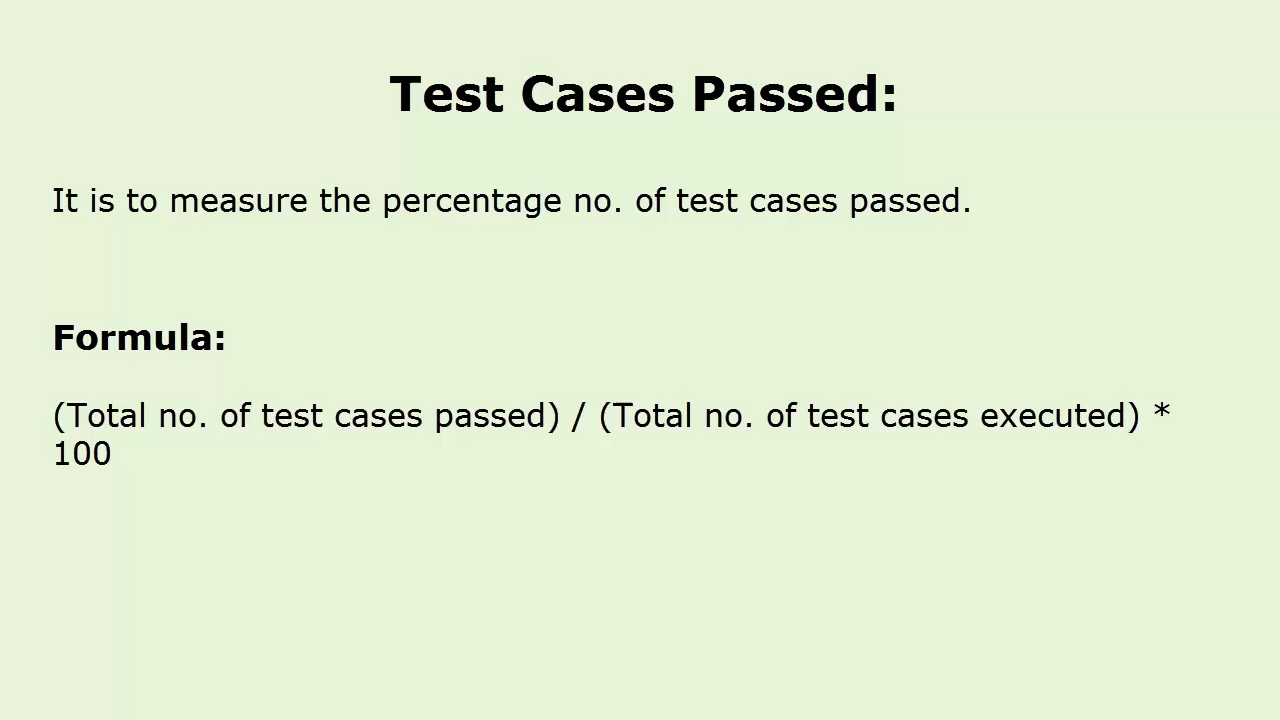 Test Cases Passed:
It is to measure the percentage no. of test cases passed.
Formula:
(Total no. of test cases passed) / (Total no. of test cases executed) *
100